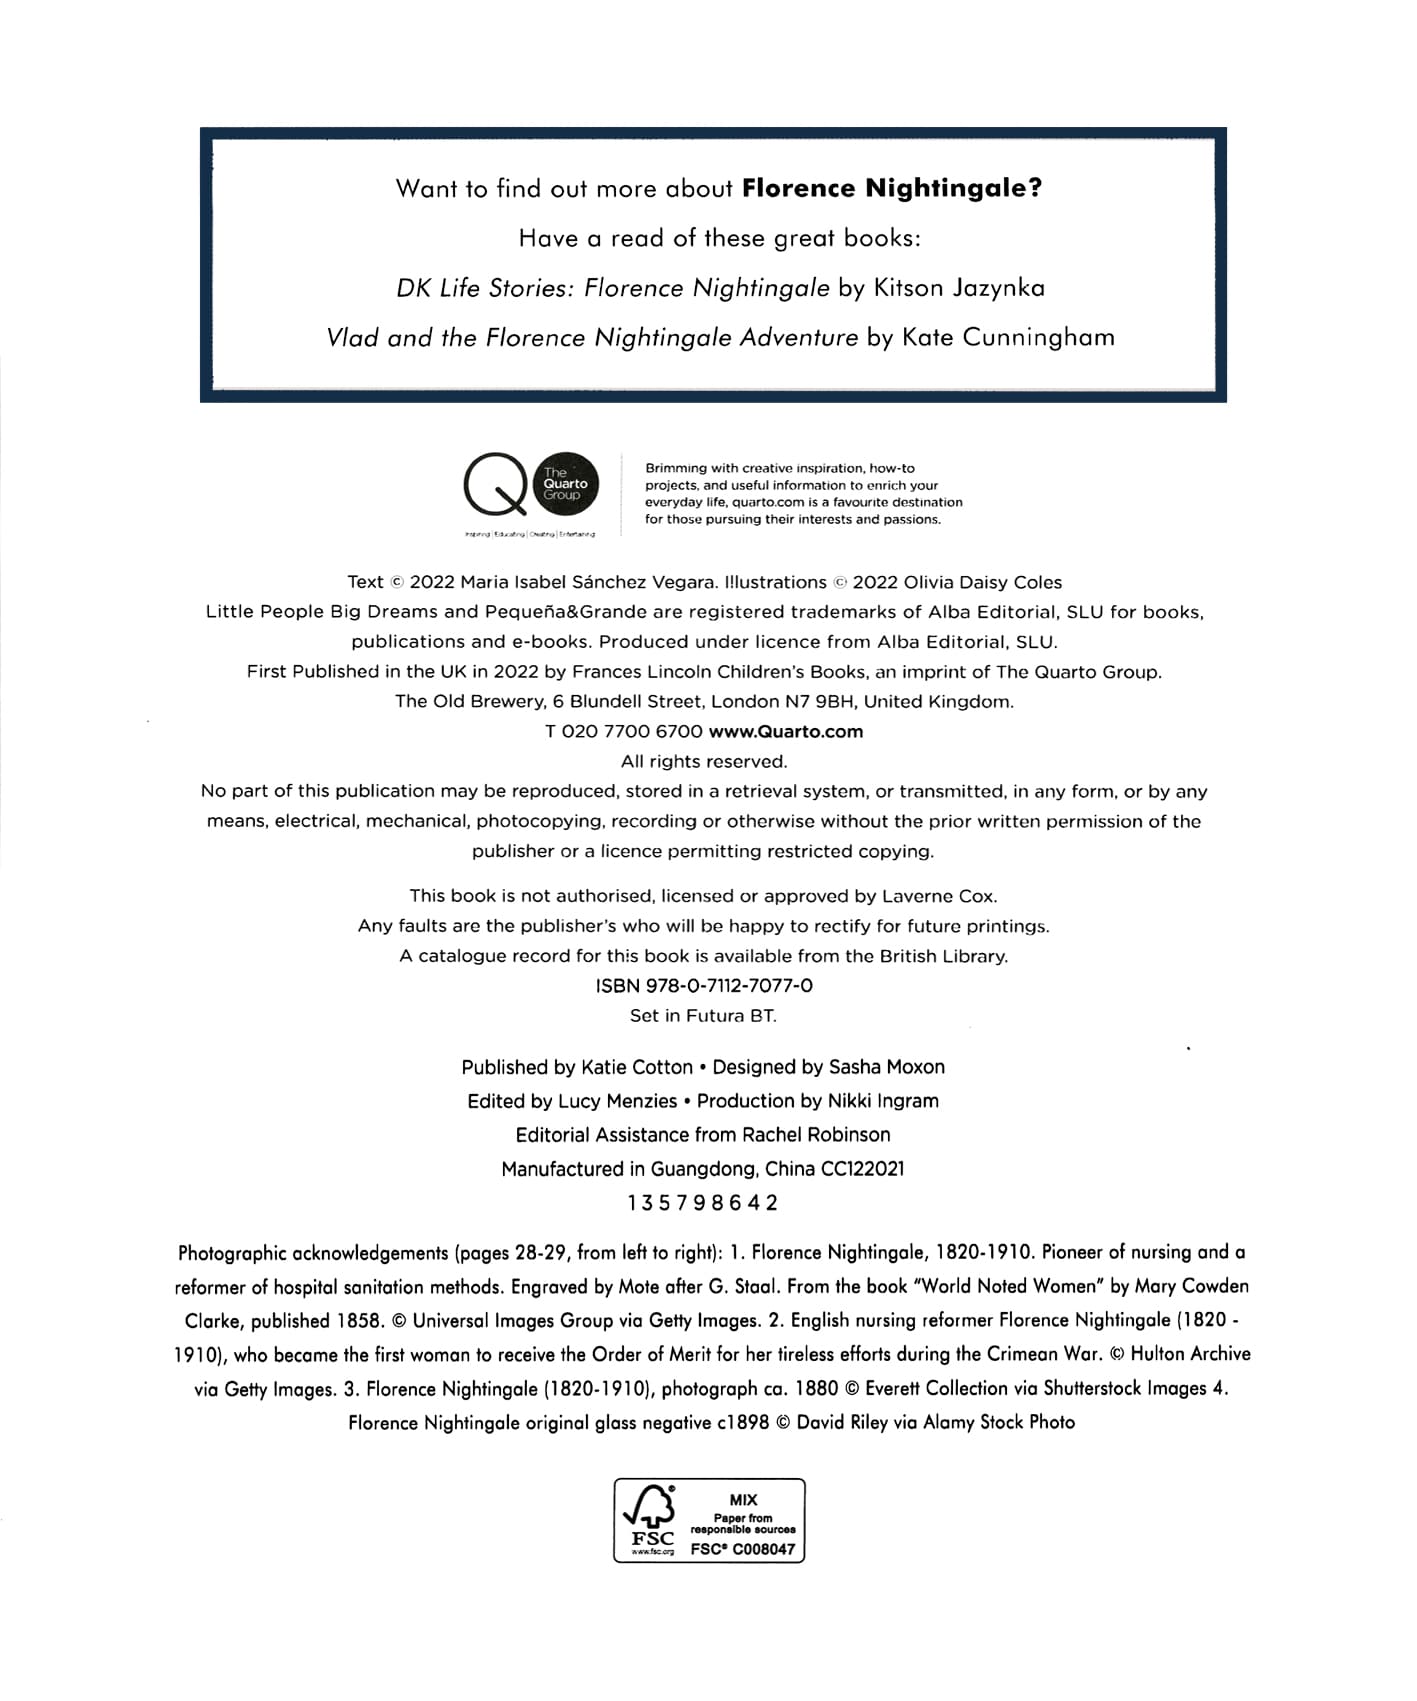 Want to find out more about Florence Nightingale?
Have a read of these great books:
DK Life Stories: Florence Nightingale by Kitson Jazynka
Vlad and the Florence Nightingale Adventure by Kate Cunningham
The
Quarto
Group
Inspiring | Educating | Creating | Entertaining
Brimming with creative inspiration, how-to
projects, and useful information to enrich your
everyday life, quarto.com is a favourite destination
for those pursuing their interests and passions.
Text © 2022 Maria Isabel Sánchez Vegara. Illustrations © 2022 Olivia Daisy Coles
Little People Big Dreams and Pequeña&Grande are registered trademarks of Alba Editorial, SLU for books,
publications and e-books. Produced under licence from Alba Editorial, SLU.
First Published in the UK in 2022 by Frances Lincoln Children's Books, an imprint of The Quarto Group.
The Old Brewery, 6 Blundell Street, London N7 9BH, United Kingdom.
T 020 7700 6700 www.Quarto.com
All rights reserved.
No part of this publication may be reproduced, stored in a retrieval system, or transmitted, in any form, or by any
means, electrical, mechanical, photocopying, recording or otherwise without the prior written permission of the
publisher or a licence permitting restricted copying.
This book is not authorised, licensed or approved by Laverne Cox.
Any faults are the publisher's who will be happy to rectify for future printings.
A catalogue record for this book is available from the British Library.
ISBN 978-0-7112-7077-0
Set in Futura BT.
Published by Katie Cotton • Designed by Sasha Moxon
Edited by Lucy Menzies • Production by Nikki Ingram
Editorial Assistance from Rachel Robinson
Manufactured in Guangdong, China CC122021
1 3 5 7 9 8 6 4 2
Photographic acknowledgements (pages 28-29, from left to right): 1. Florence Nightingale, 1820-1910. Pioneer of nursing and a
reformer of hospital sanitation methods. Engraved by Mote after G. Staal. From the book "World Noted Women" by Mary Cowden
Clarke, published 1858. © Universal Images Group via Getty Images. 2. English nursing reformer Florence Nightingale (1820 -
1910), who became the first woman to receive the Order of Merit for her tireless efforts during the Crimean War. © Hulton Archive
via Getty Images. 3. Florence Nightingale (1820-1910), photograph ca. 1880 © Everett Collection via Shutterstock Images 4.
Florence Nightingale original glass negative c1898 © David Riley via Alamy Stock Photo
FSC
www.fsc.org
MIX
Paper from
responsible sources
FSC® C008047